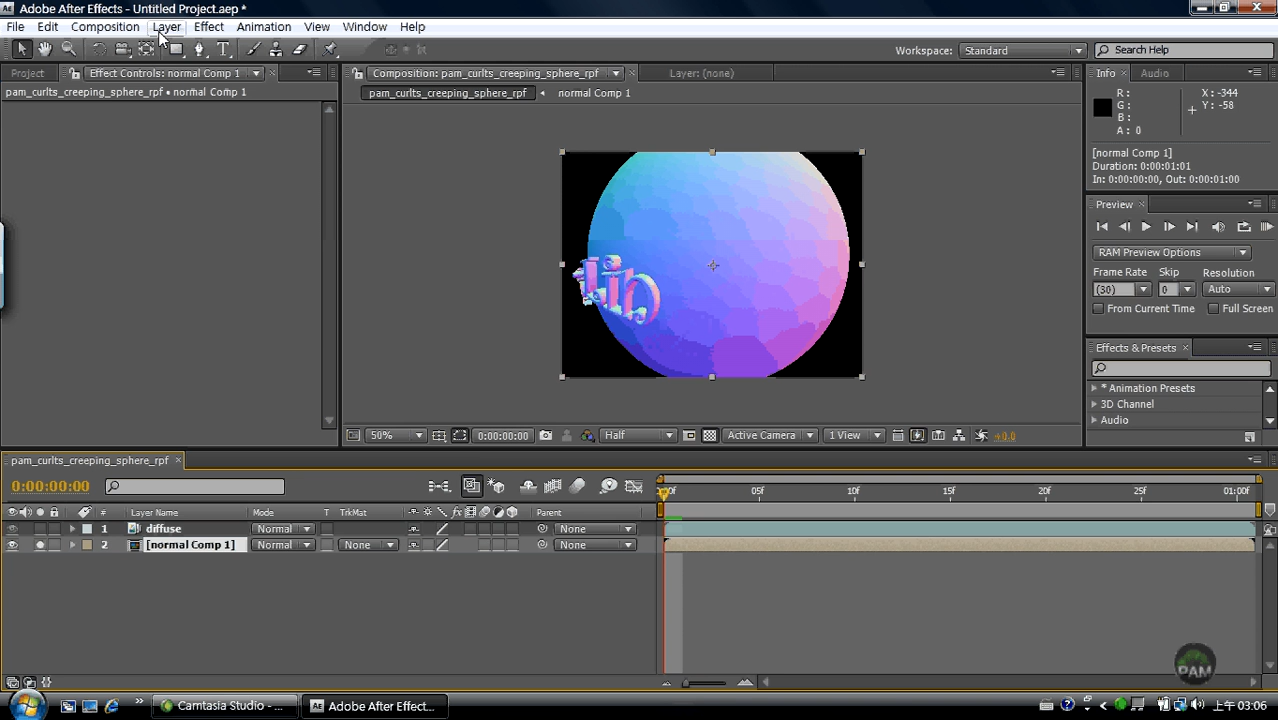 Adobe After Effects - Untitled Project.aep *
File Edit Composition Layer Effect Animation View Window Help
Workspace: Standard Search Help
Project Effect Controls: normal Comp 1
pam_curlts_creeping_sphere_rpf • normal Comp 1
Composition: pam_curlts_creeping_sphere_rpf Layer: (none)
pam_curlts_creeping_sphere_rpf normal Comp 1
Info Audio
R: X: -344
G: Y: -58
B:
A: 0
[normal Comp 1]
Duration: 0:00:01:01
In: 0:00:00:00, Out: 0:00:01:00
Preview
RAM Preview Options
Frame Rate Skip Resolution
(30) 0 Auto
From Current Time Full Screen
Effects & Presets
* Animation Presets
3D Channel
Audio
50% 0:00:00:00 Half Active Camera 1 View +0.0
pam_curlts_creeping_sphere_rpf
0:00:00:00
05f 10f 15f 20f 25f 01:00f
# Layer Name Mode T TrkMat fx Parent
1 diffuse Normal None
2 [normal Comp 1] Normal None None
PAM
Camtasia Studio - ... Adobe After Effect... 上午 03:06